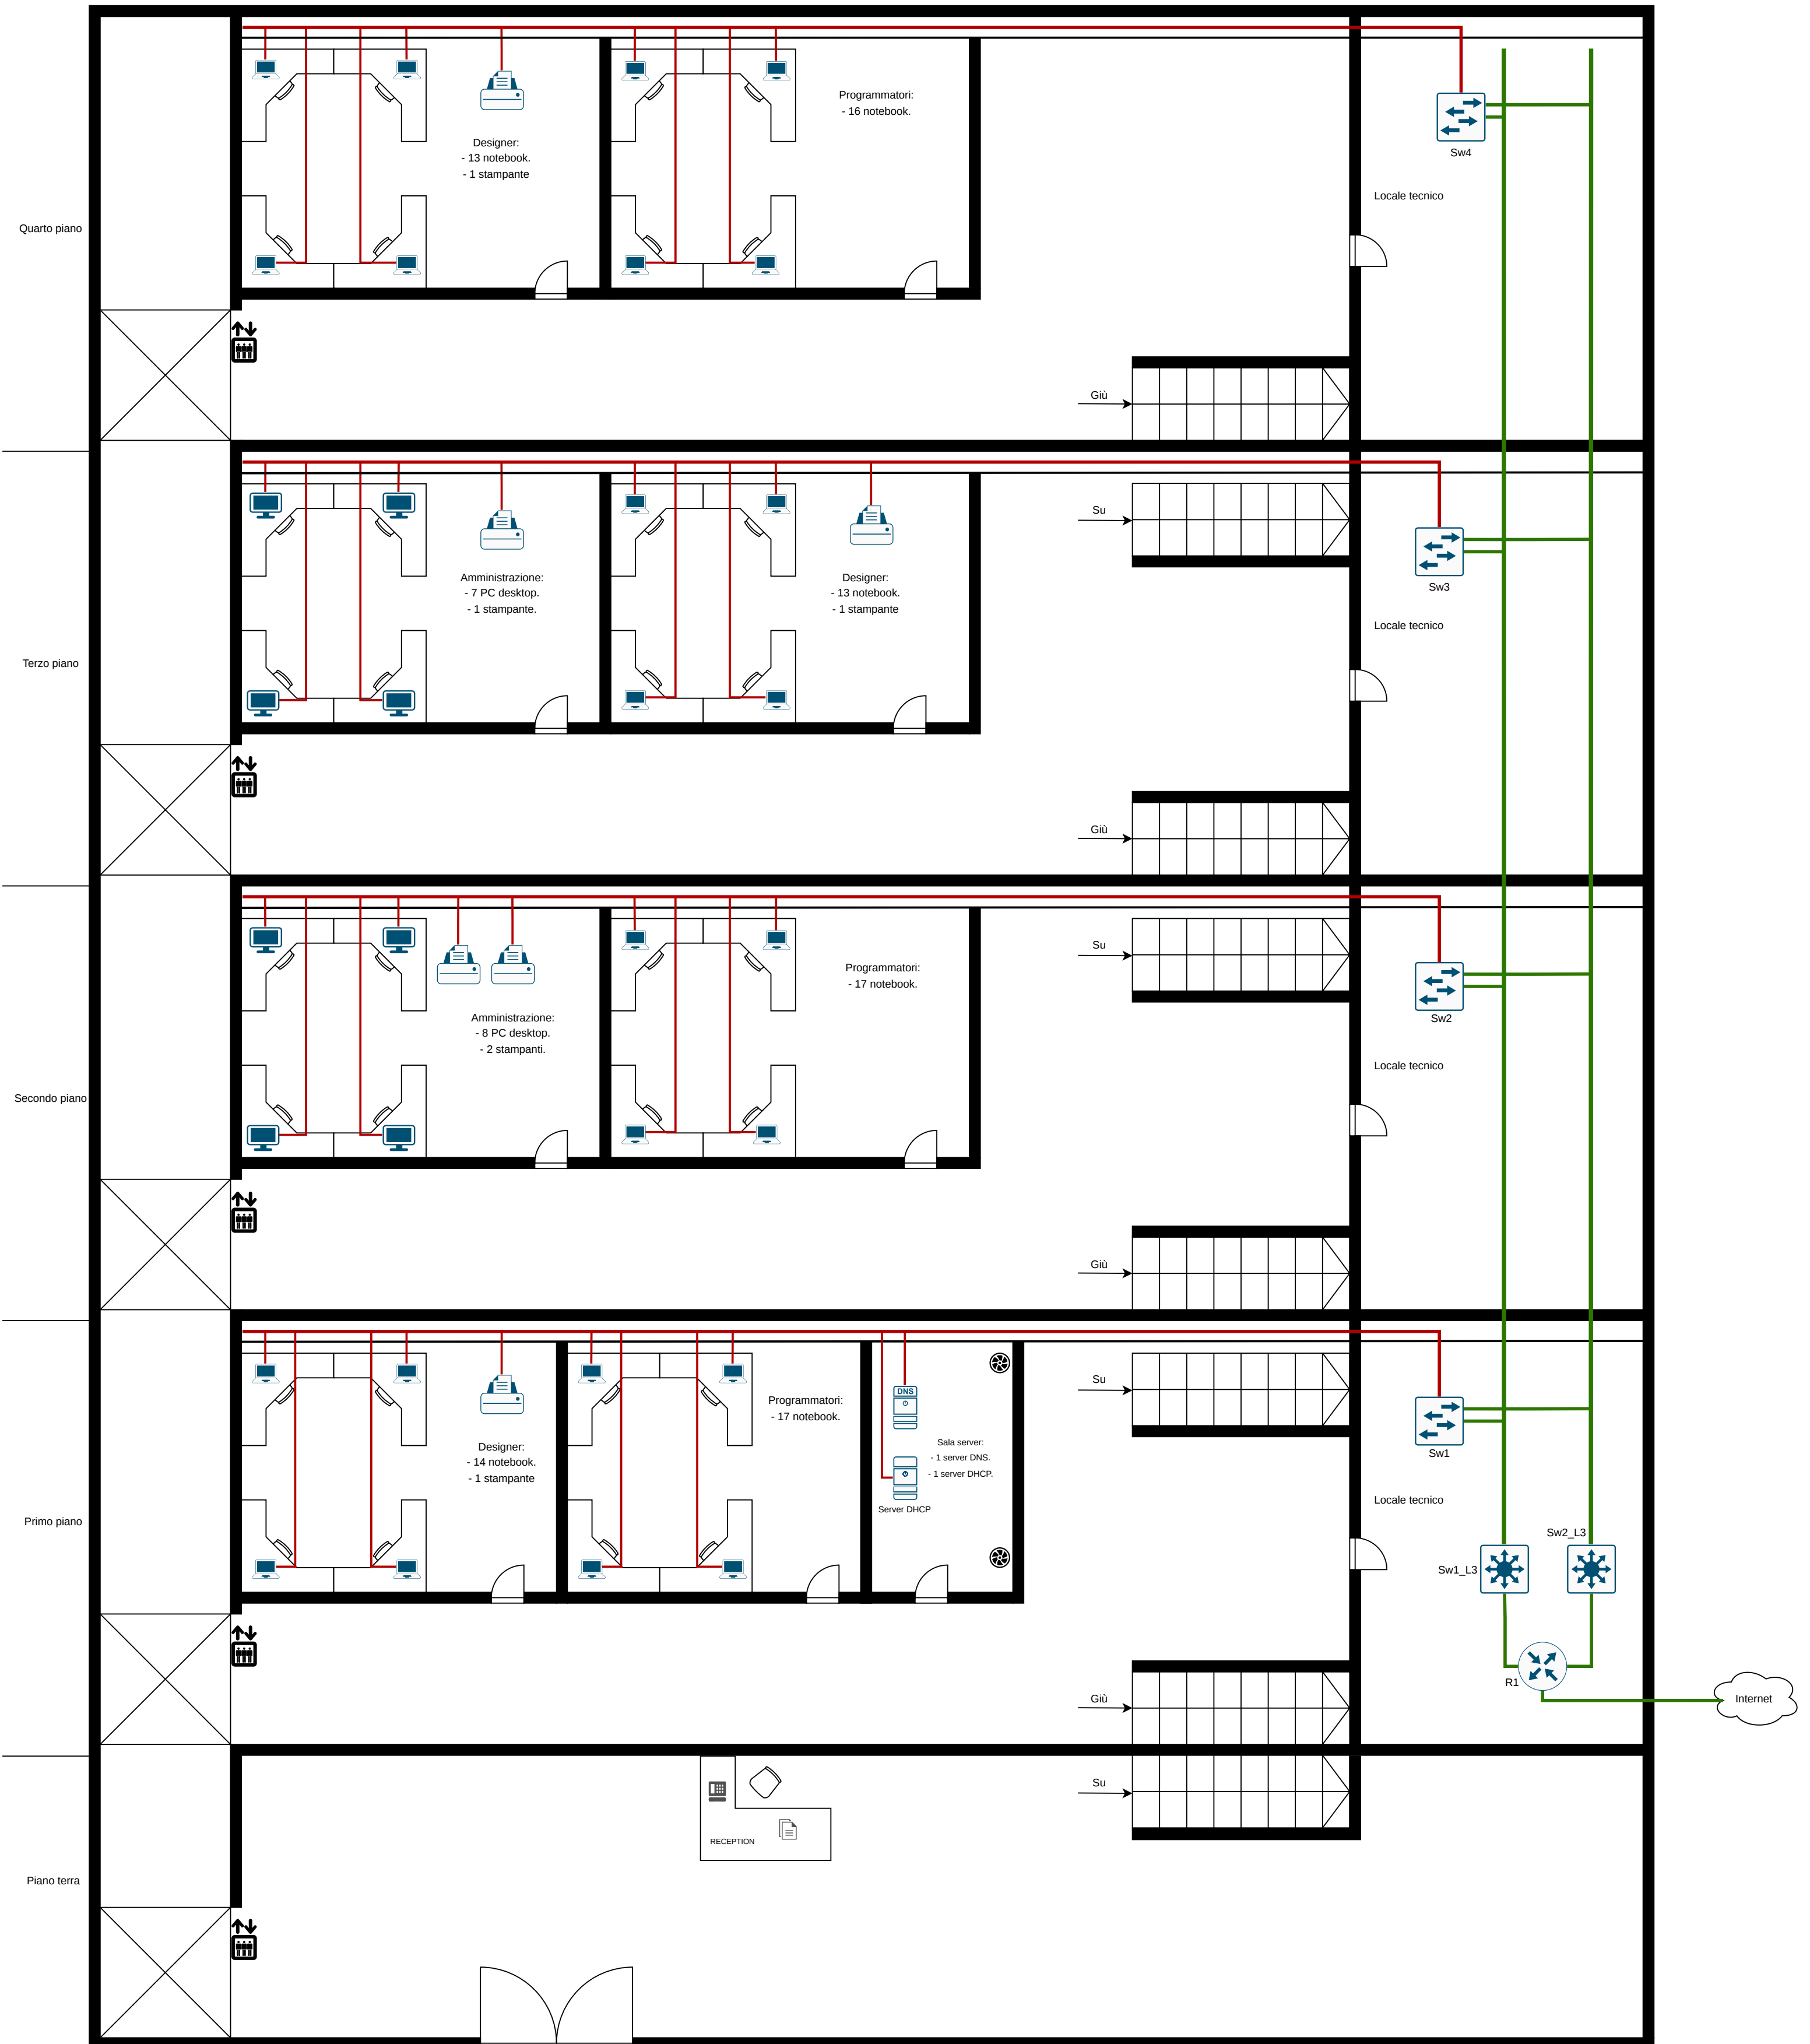 Programmatori:
- 16 notebook.
Designer:
- 13 notebook.
- 1 stampante
Sw4
Locale tecnico
Quarto piano
Giù
Su
Amministrazione:
- 7 PC desktop.
- 1 stampante.
Designer:
- 13 notebook.
- 1 stampante
Sw3
Locale tecnico
Terzo piano
Giù
Su
Programmatori:
- 17 notebook.
Amministrazione:
- 8 PC desktop.
- 2 stampanti.
Sw2
Locale tecnico
Secondo piano
Giù
Su
DNS
Programmatori:
- 17 notebook.
Designer:
- 14 notebook.
- 1 stampante
Sala server:
- 1 server DNS.
- 1 server DHCP.
Server DHCP
Sw1
Locale tecnico
Primo piano
Sw2_L3
Sw1_L3
R1
Internet
Giù
Su
RECEPTION
Piano terra